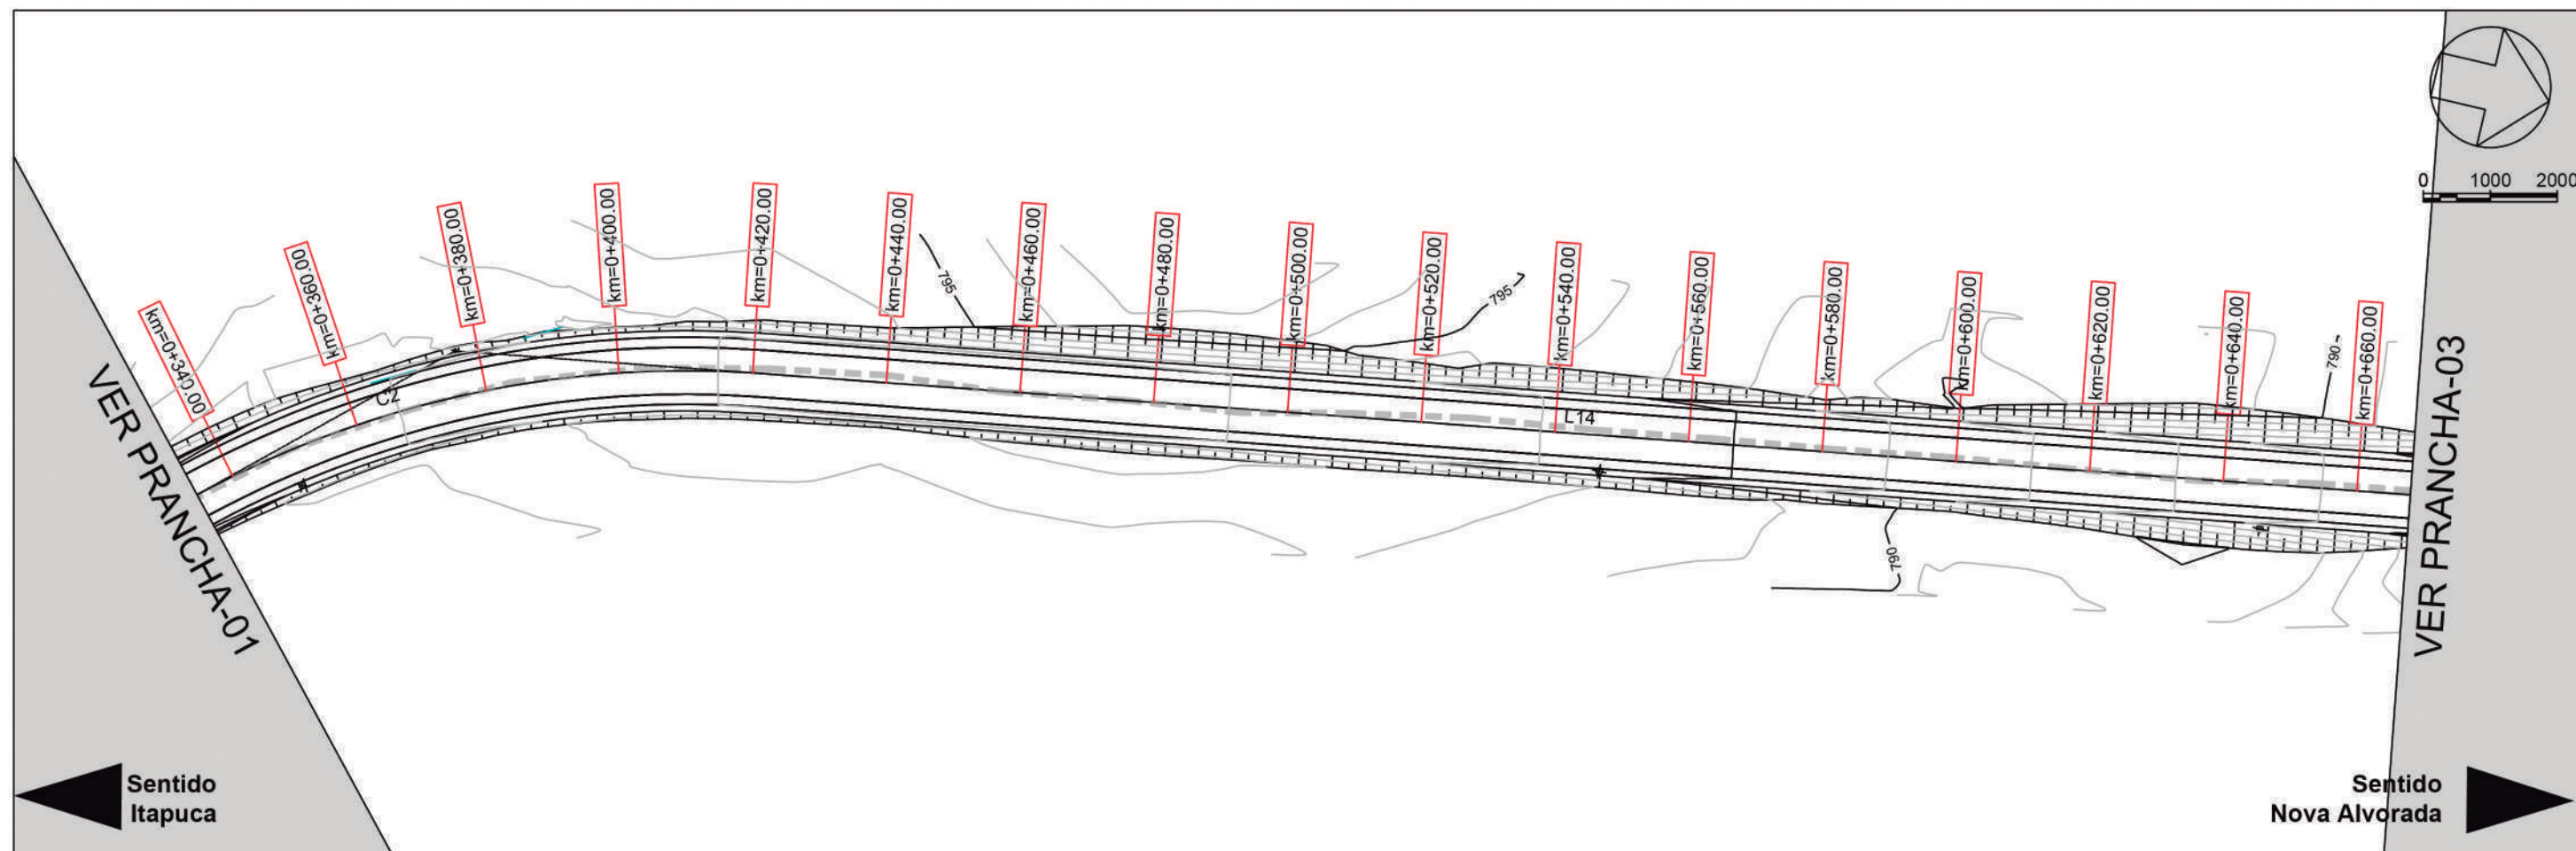 km=0+340.00
km=0+360.00
km=0+380.00
km=0+400.00
km=0+420.00
km=0+440.00
km=0+460.00
km=0+480.00
km=0+500.00
km=0+520.00
km=0+540.00
km=0+560.00
km=0+580.00
km=0+600.00
km=0+620.00
km=0+640.00
km=0+660.00
0 1000 2000
795
795
790
790
C2
L14
VER PRANCHA-01
VER PRANCHA-03
Sentido
Itapuca
Sentido
Nova Alvorada